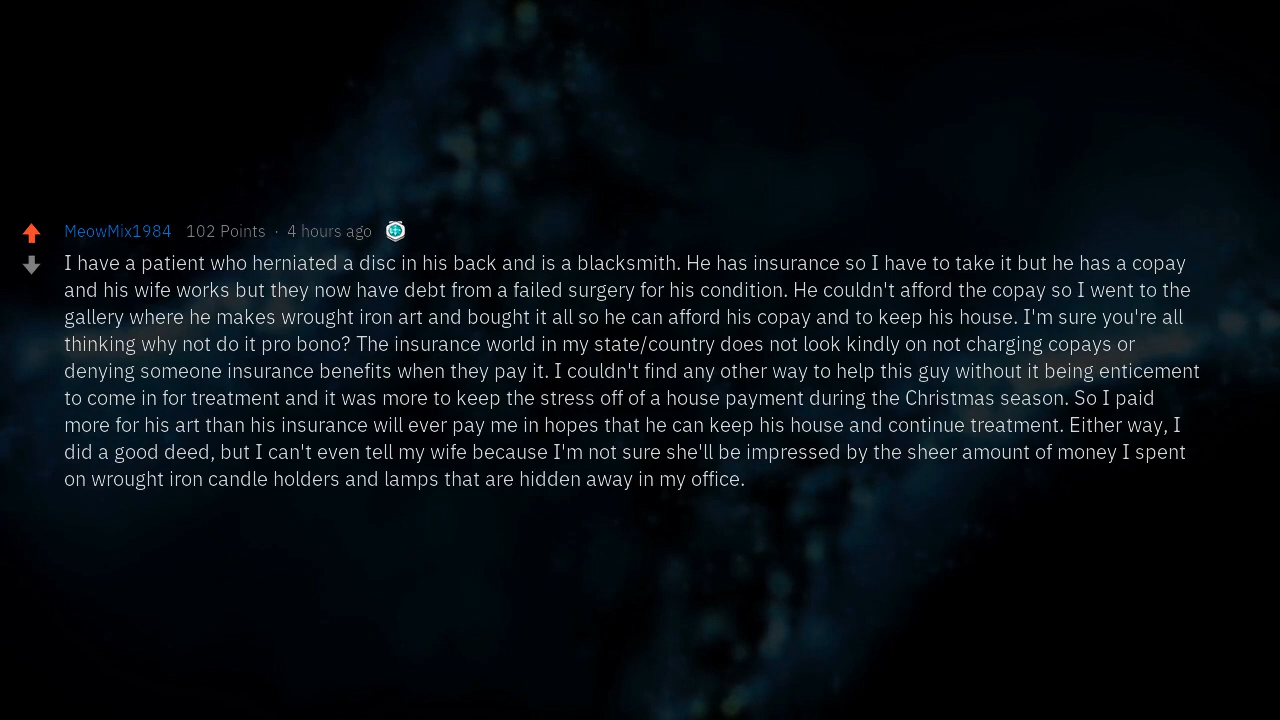 MeowMix1984 102 Points · 4 hours ago
I have a patient who herniated a disc in his back and is a blacksmith. He has insurance so I have to take it but he has a copay
and his wife works but they now have debt from a failed surgery for his condition. He couldn't afford the copay so I went to the
gallery where he makes wrought iron art and bought it all so he can afford his copay and to keep his house. I'm sure you're all
thinking why not do it pro bono? The insurance world in my state/country does not look kindly on not charging copays or
denying someone insurance benefits when they pay it. I couldn't find any other way to help this guy without it being enticement
to come in for treatment and it was more to keep the stress off of a house payment during the Christmas season. So I paid
more for his art than his insurance will ever pay me in hopes that he can keep his house and continue treatment. Either way, I
did a good deed, but I can't even tell my wife because I'm not sure she'll be impressed by the sheer amount of money I spent
on wrought iron candle holders and lamps that are hidden away in my office.